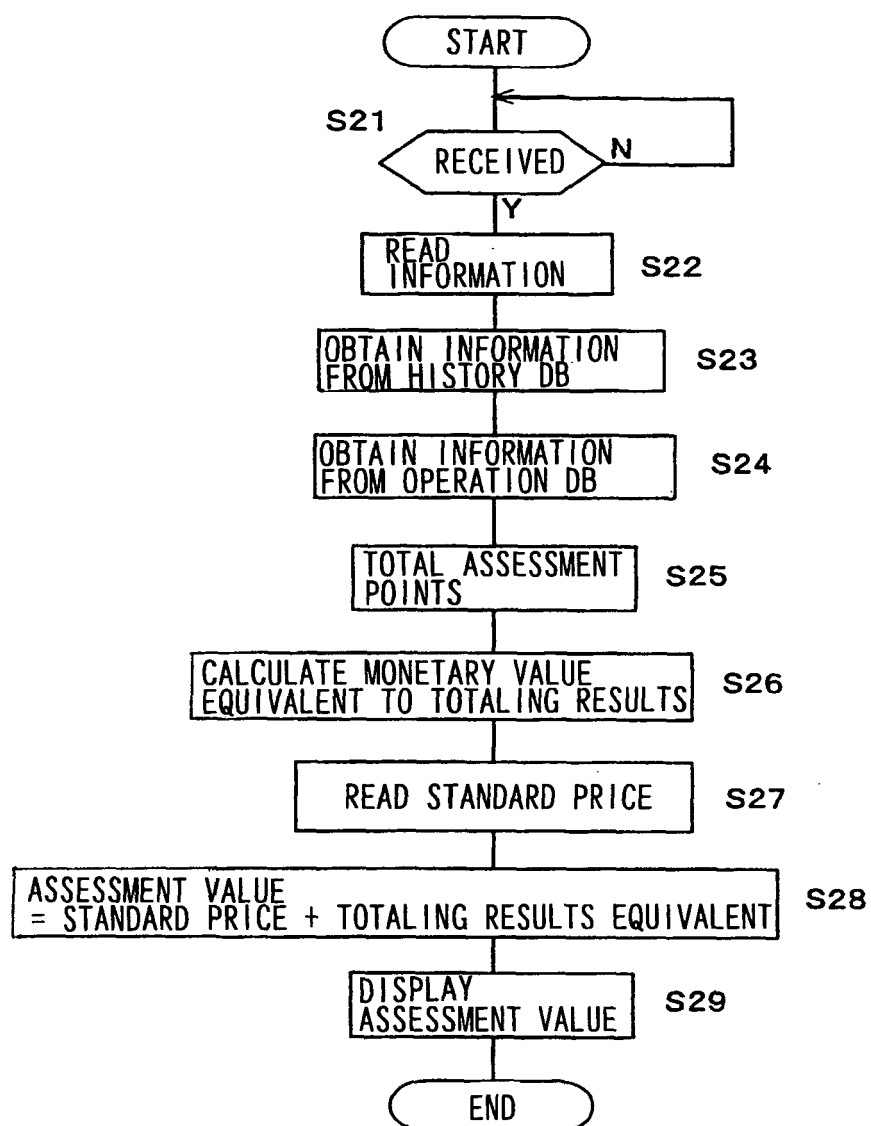 START
S21
RECEIVED
N
Y
READ
INFORMATION
S22
OBTAIN INFORMATION
FROM HISTORY DB
S23
OBTAIN INFORMATION
FROM OPERATION DB
S24
TOTAL ASSESSMENT
POINTS
S25
CALCULATE MONETARY VALUE
EQUIVALENT TO TOTALING RESULTS
S26
READ STANDARD PRICE
S27
ASSESSMENT VALUE
= STANDARD PRICE + TOTALING RESULTS EQUIVALENT
S28
DISPLAY
ASSESSMENT VALUE
S29
END